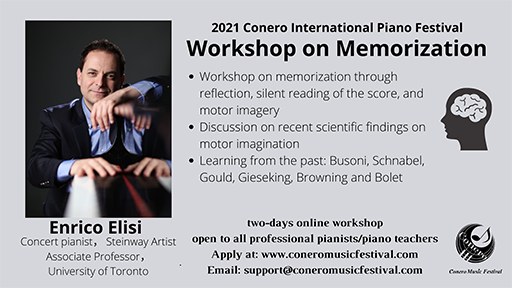 2021 Conero International Piano Festival
Workshop on Memorization
• Workshop on memorization through
reflection, silent reading of the score, and
motor imagery
• Discussion on recent scientific findings on
motor imagination
• Learning from the past: Busoni, Schnabel,
Gould, Gieseking, Browning and Bolet
Enrico Elisi
Concert pianist, Steinway Artist
Associate Professor,
University of Toronto
two-days online workshop
open to all professional pianists/piano teachers
Apply at: www.coneromusicfestival.com
Email: support@coneromusicfestival.com
Conero Music Festival